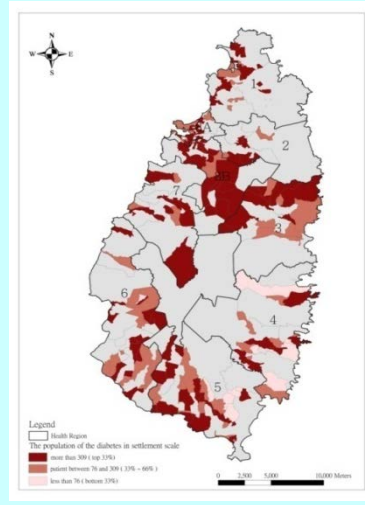 N
W E
S
1
2
7
3
6
4
5
Legend
Health Region
The population of the diabetes in settlement scale
more than 309 ( top 33%)
patient between 76 and 309 ( 33% - 66%)
less than 76 ( bottom 33%)
0 2,500 5,000 10,000 Meters